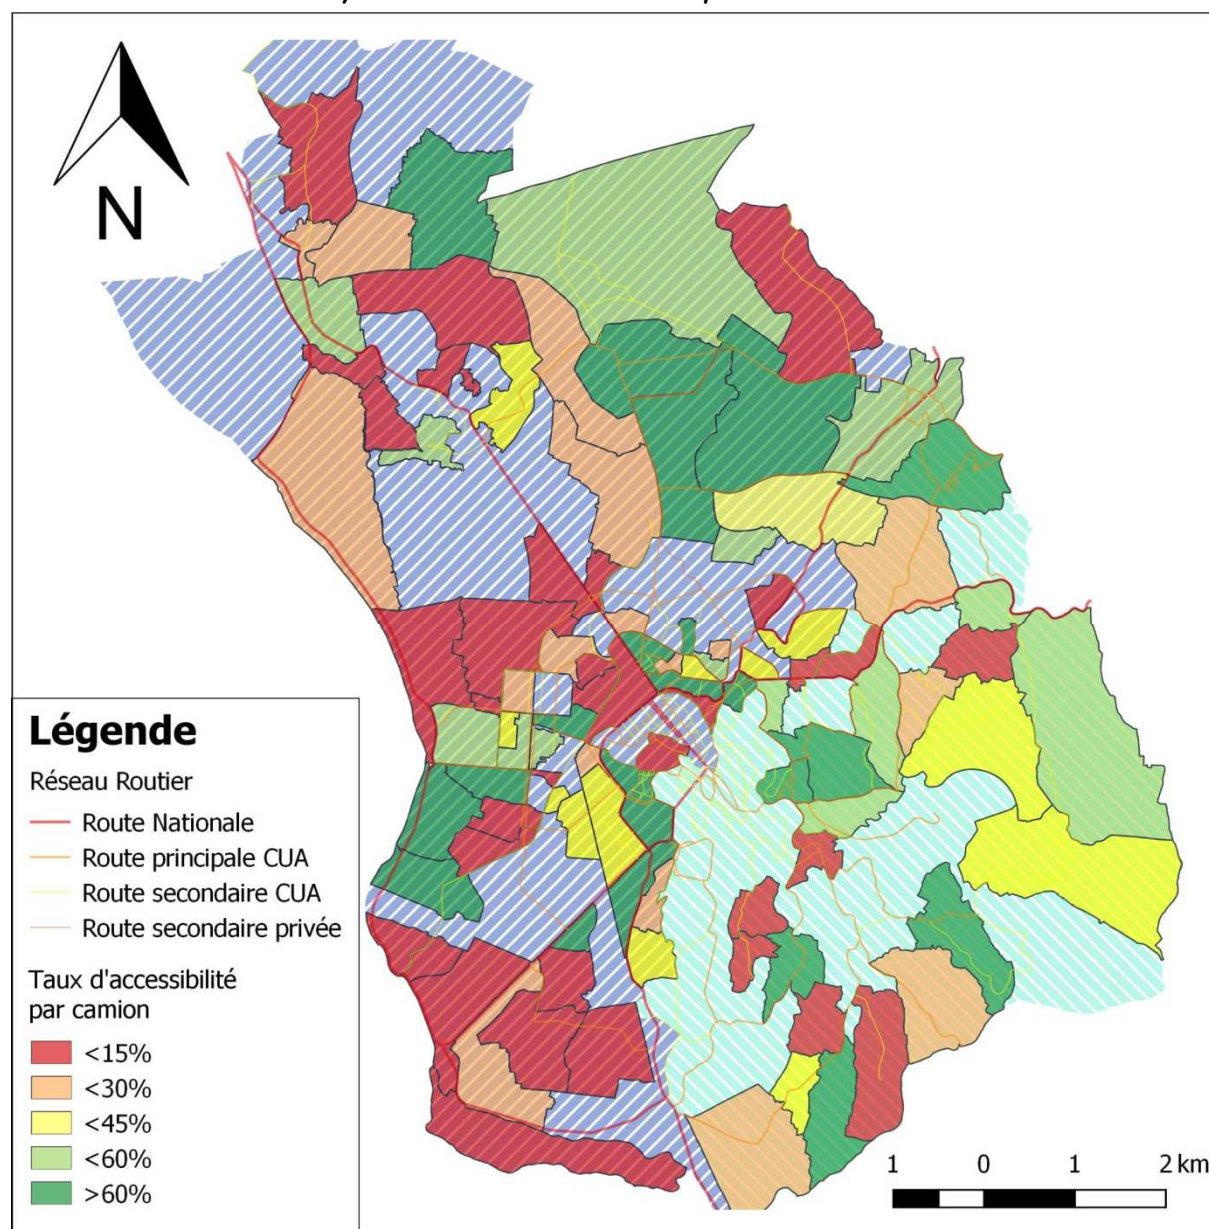 N
Légende
Réseau Routier
Route Nationale
Route principale CUA
Route secondaire CUA
Route secondaire privée
Taux d'accessibilité
par camion
<15%
<30%
<45%
<60%
>60%
1 0 1 2 km